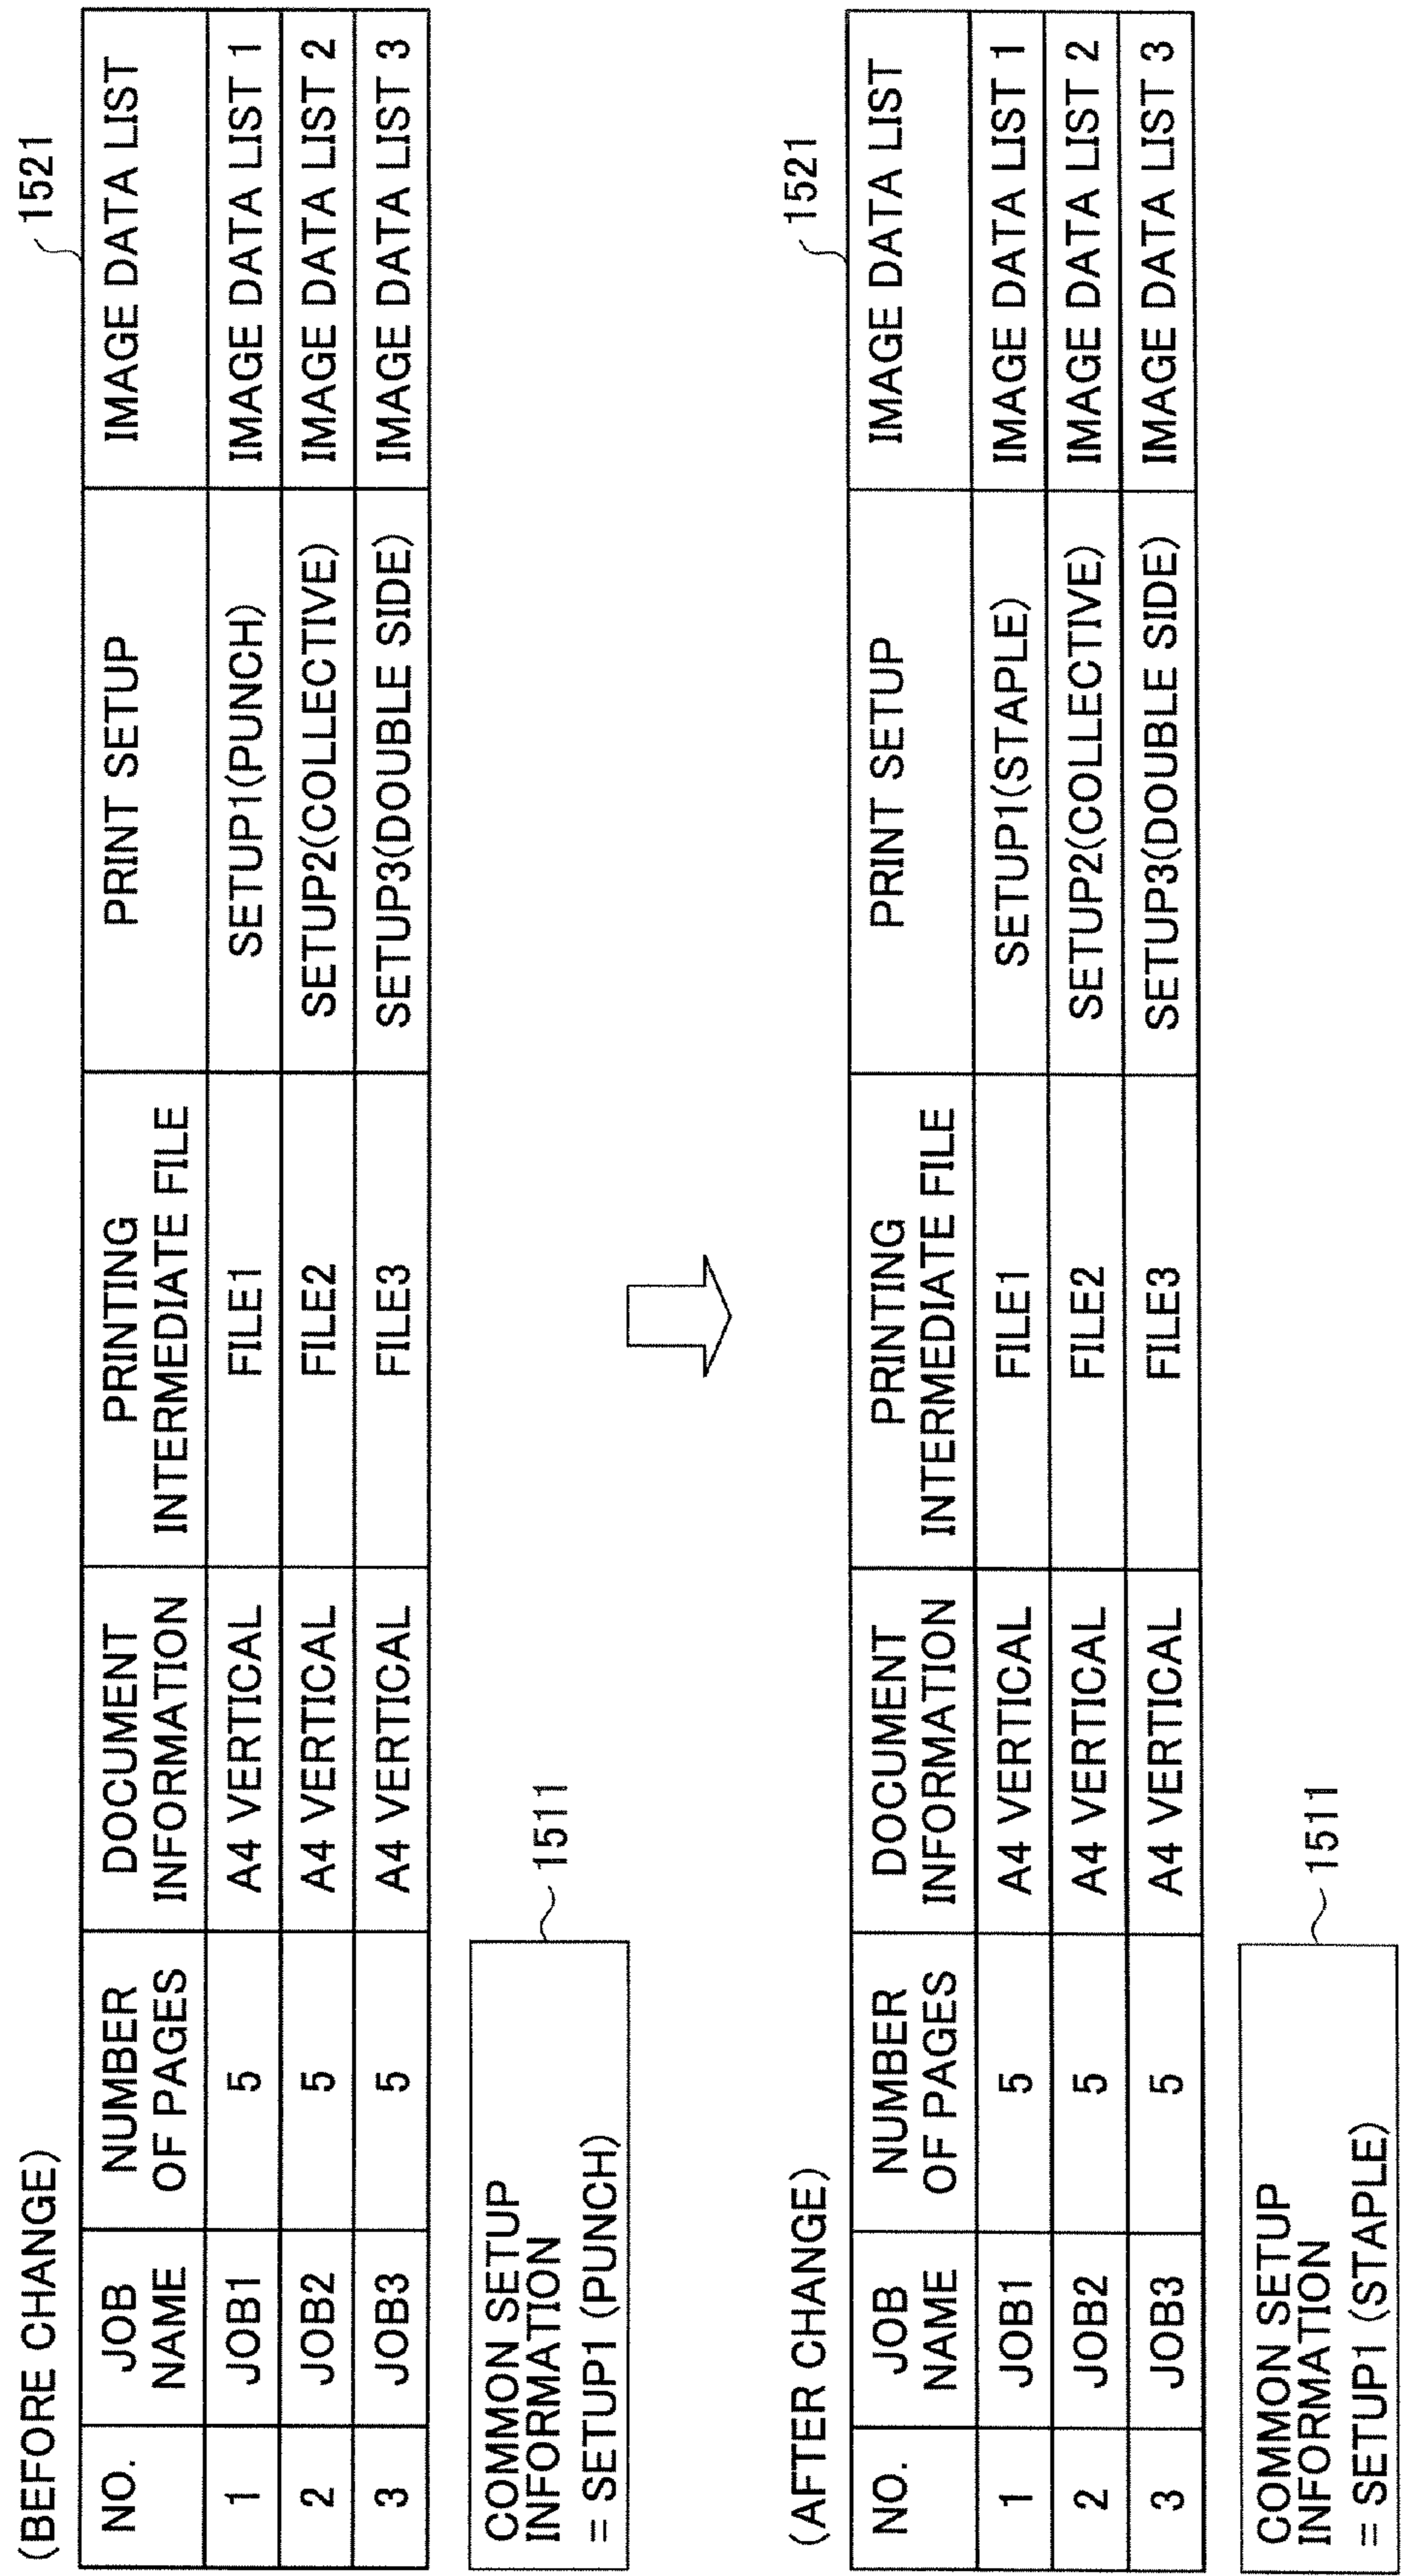 (BEFORE CHANGE)
1521
NO. JOB NAME NUMBER OF PAGES DOCUMENT INFORMATION PRINTING INTERMEDIATE FILE PRINT SETUP IMAGE DATA LIST
1 JOB1 5 A4 VERTICAL FILE1 SETUP1(PUNCH) IMAGE DATA LIST 1
2 JOB2 5 A4 VERTICAL FILE2 SETUP2(COLLECTIVE) IMAGE DATA LIST 2
3 JOB3 5 A4 VERTICAL FILE3 SETUP3(DOUBLE SIDE) IMAGE DATA LIST 3
COMMON SETUP
INFORMATION
= SETUP1 (PUNCH)
1511
(AFTER CHANGE)
1521
NO. JOB NAME NUMBER OF PAGES DOCUMENT INFORMATION PRINTING INTERMEDIATE FILE PRINT SETUP IMAGE DATA LIST
1 JOB1 5 A4 VERTICAL FILE1 SETUP1(STAPLE) IMAGE DATA LIST 1
2 JOB2 5 A4 VERTICAL FILE2 SETUP2(COLLECTIVE) IMAGE DATA LIST 2
3 JOB3 5 A4 VERTICAL FILE3 SETUP3(DOUBLE SIDE) IMAGE DATA LIST 3
COMMON SETUP
INFORMATION
= SETUP1 (STAPLE)
1511